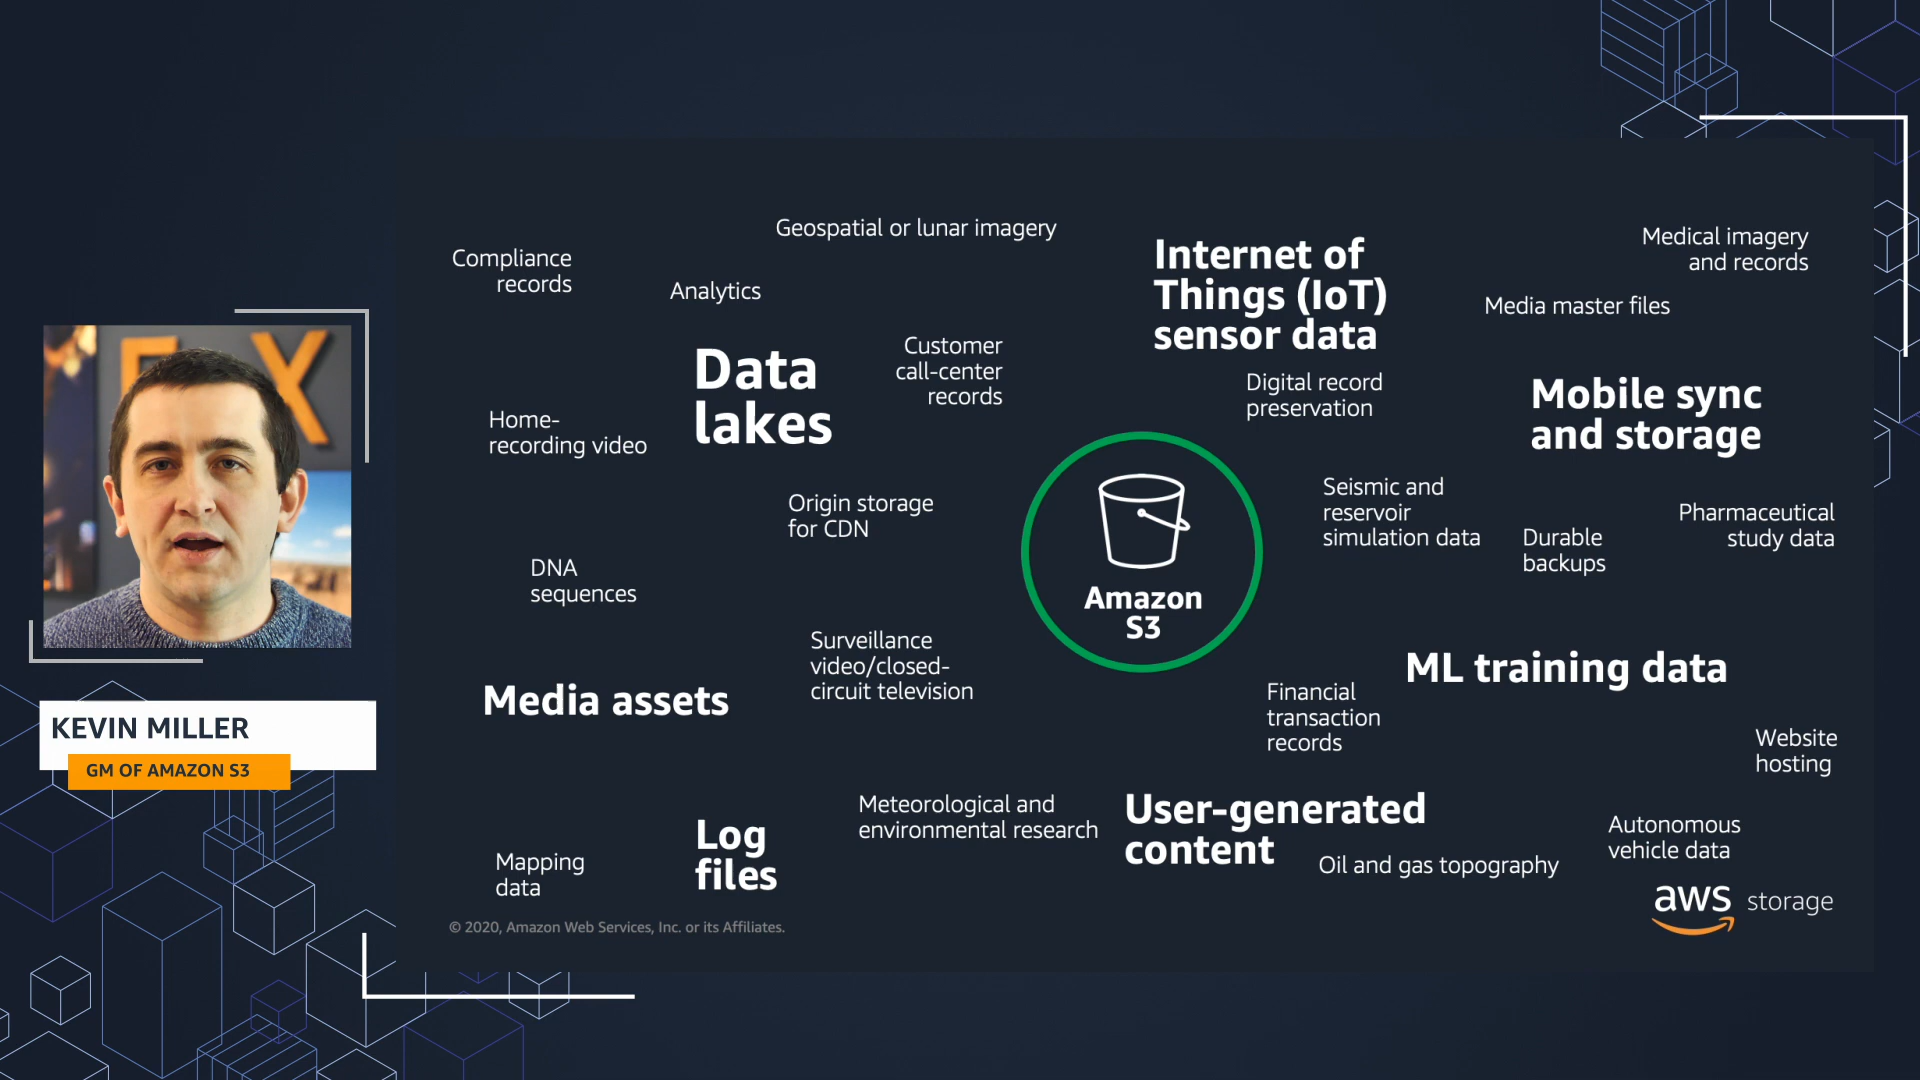 E X
KEVIN MILLER
GM OF AMAZON S3
Compliance
records
Analytics
Geospatial or lunar imagery
Internet of
Things (IoT)
sensor data
Medical imagery
and records
Media master files
Data
lakes
Customer
call-center
records
Digital record
preservation
Mobile sync
and storage
Home-
recording video
Origin storage
for CDN
Amazon
S3
Seismic and
reservoir
simulation data
Durable
backups
Pharmaceutical
study data
DNA
sequences
Surveillance
video/closed-
circuit television
Media assets
ML training data
Financial
transaction
records
Website
hosting
Mapping
data
Log
files
Meteorological and
environmental research
User-generated
content
Oil and gas topography
Autonomous
vehicle data
© 2020, Amazon Web Services, Inc. or its Affiliates.
aws storage